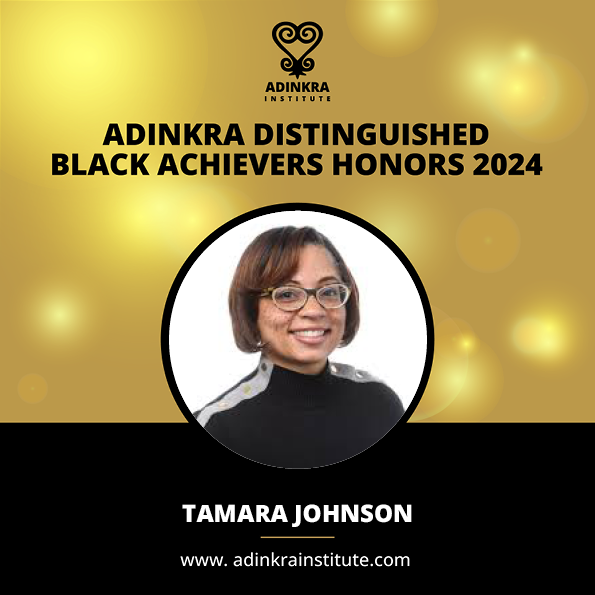 ADINKRA
INSTITUTE
ADINKRA DISTINGUISHED
BLACK ACHIEVERS HONORS 2024
TAMARA JOHNSON
www. adinkrainstitute.com